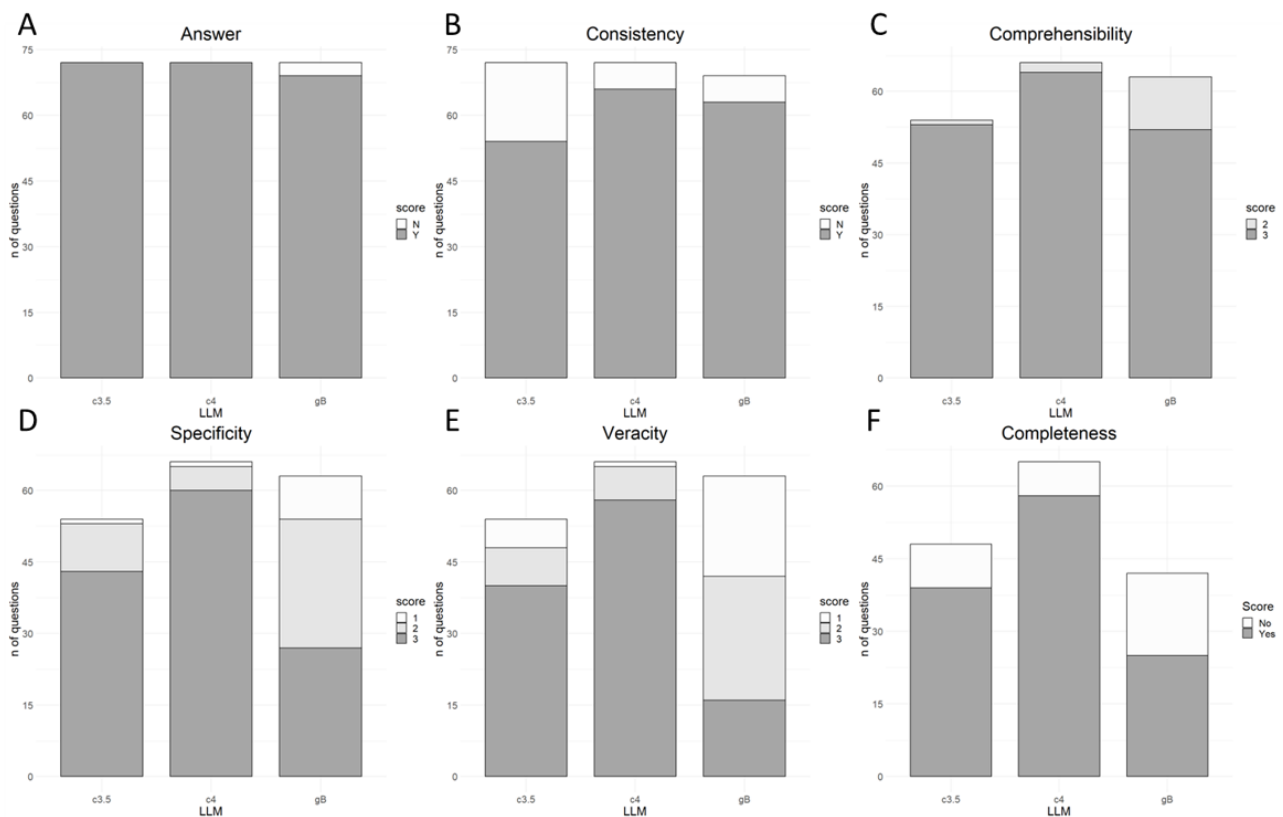 A
Answer
75
60
45
30
15
0
n of questions
c3.5
c4
gB
LLM
score
N
Y
B
Consistency
75
60
45
30
15
0
n of questions
c3.5
c4
gB
LLM
score
N
Y
C
Comprehensibility
60
45
30
15
0
n of questions
c3.5
c4
gB
LLM
score
2
3
D
Specificity
60
45
30
15
0
n of questions
c3.5
c4
gB
LLM
score
1
2
3
E
Veracity
60
45
30
15
0
n of questions
c3.5
c4
gB
LLM
score
1
2
3
F
Completeness
60
45
30
15
0
n of questions
c3.5
c4
gB
LLM
Score
No
Yes